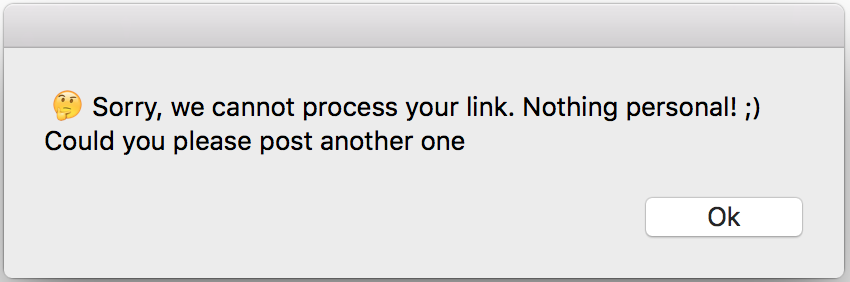 🤔 Sorry, we cannot process your link. Nothing personal! ;)
Could you please post another one
Ok